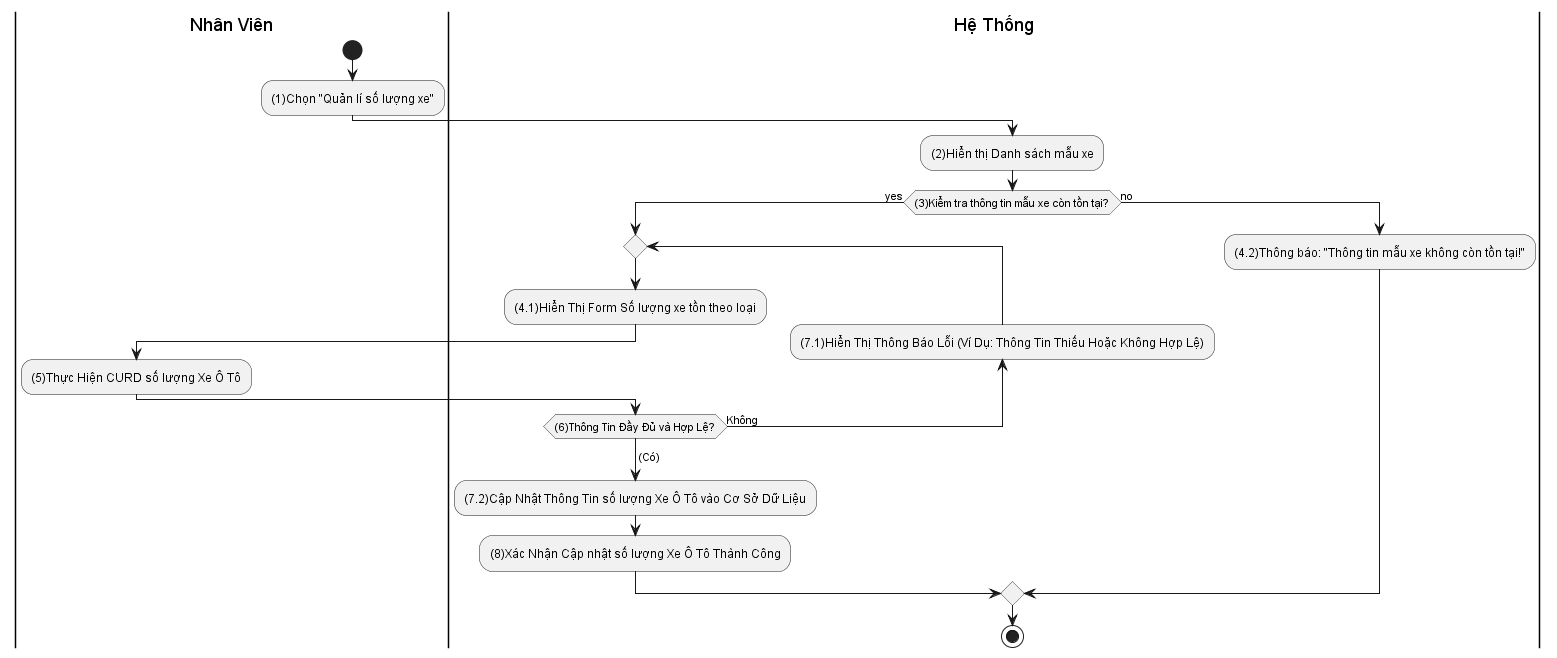 Nhân Viên
Hệ Thống
(1)Chọn "Quản lí số lượng xe"
(2)Hiển thị Danh sách mẫu xe
yes
(3)Kiểm tra thông tin mẫu xe còn tồn tại?
no
(4.2)Thông báo: "Thông tin mẫu xe không còn tồn tại!"
(4.1)Hiển Thị Form Số lượng xe tồn theo loại
(7.1)Hiển Thị Thông Báo Lỗi (Ví Dụ: Thông Tin Thiếu Hoặc Không Hợp Lệ)
(5)Thực Hiện CURD số lượng Xe Ô Tô
(6)Thông Tin Đầy Đủ và Hợp Lệ?
Không
(Có)
(7.2)Cập Nhật Thông Tin số lượng Xe Ô Tô vào Cơ Sở Dữ Liệu
(8)Xác Nhận Cập nhật số lượng Xe Ô Tô Thành Công